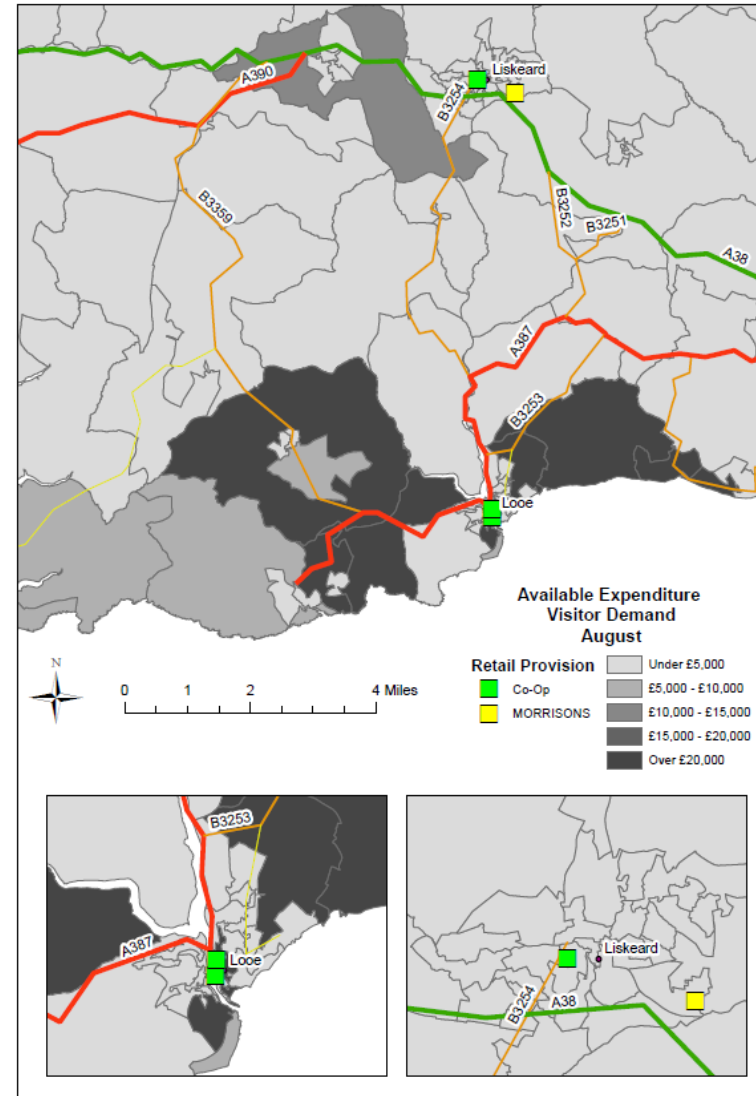 A390
B3254
Liskeard
B3359
B3252
B3251
A38
A387
B3253
Looe
Available Expenditure
Visitor Demand
August
Retail Provision
Co-Op
MORRISONS
Under £5,000
£5,000 - £10,000
£10,000 - £15,000
£15,000 - £20,000
Over £20,000
N
0 1 2 4 Miles
B3253
A387
Looe
Liskeard
B3254
A38